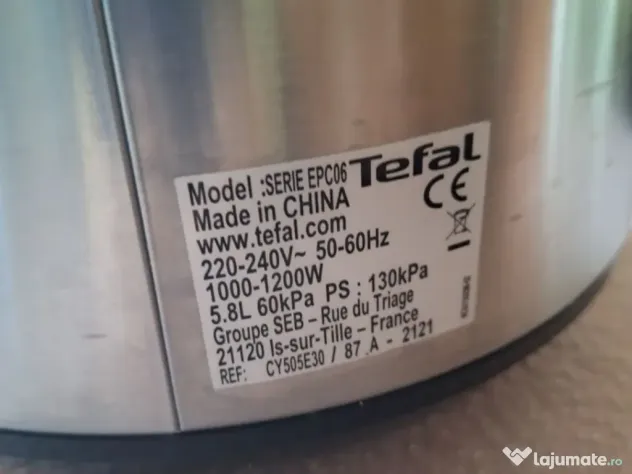 Tefal
Model :SERIE EPC06
Made in CHINA
www.tefal.com
220-240V~ 50-60Hz
1000-1200W
5.8L 60kPa PS : 130kPa
Groupe SEB – Rue du Triage
21120 Is-sur-Tille – France
REF: CY505E30 / 87 .A - 2121
CE
lajumate.ro